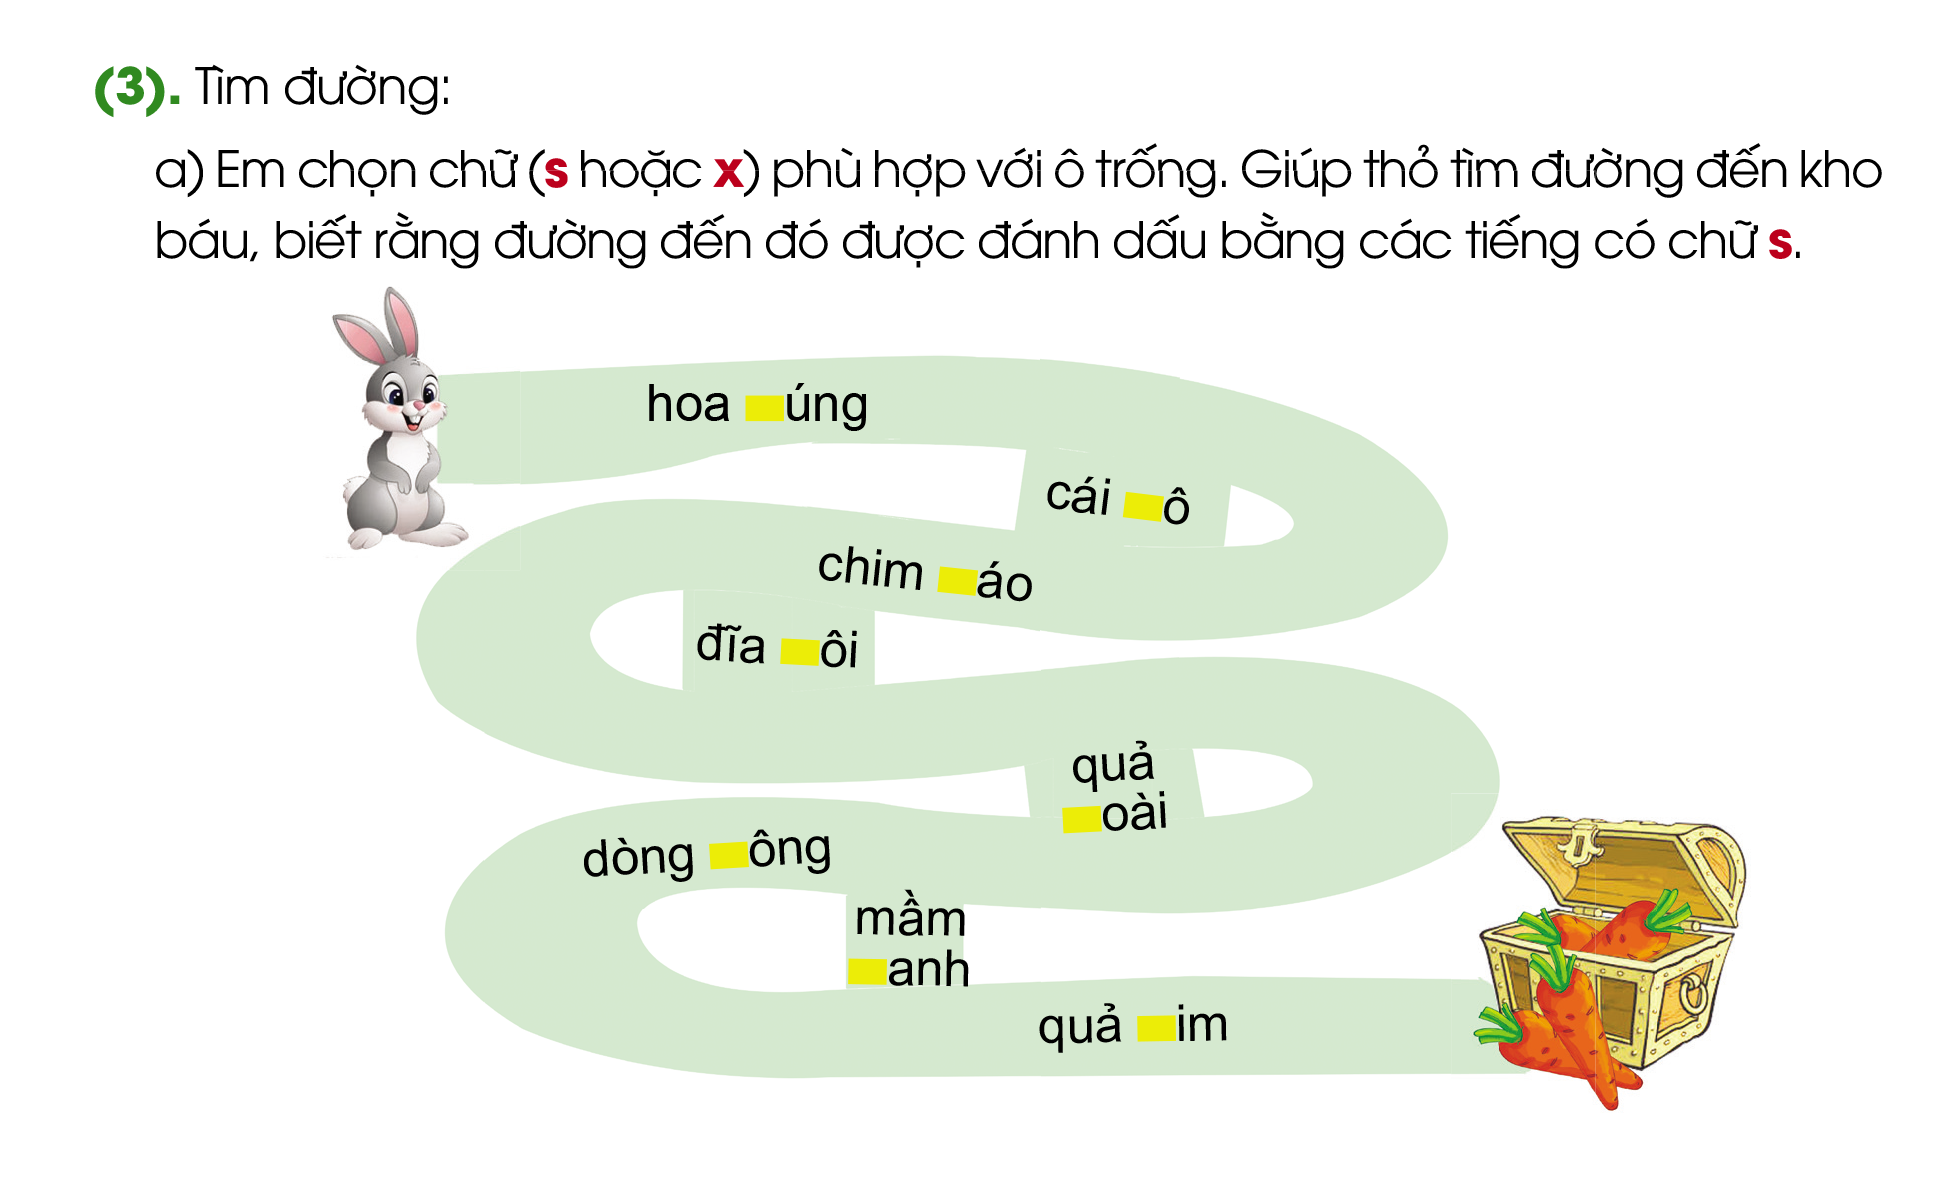 (3). Tìm đường:
a) Em chọn chữ (s hoặc x) phù hợp với ô trống. Giúp thỏ tìm đường đến kho
báu, biết rằng đường đến đó được đánh dấu bằng các tiếng có chữ s.
hoa úng
cái ô
chim áo
đĩa ôi
quả
oài
dòng ông
mầm
anh
quả im